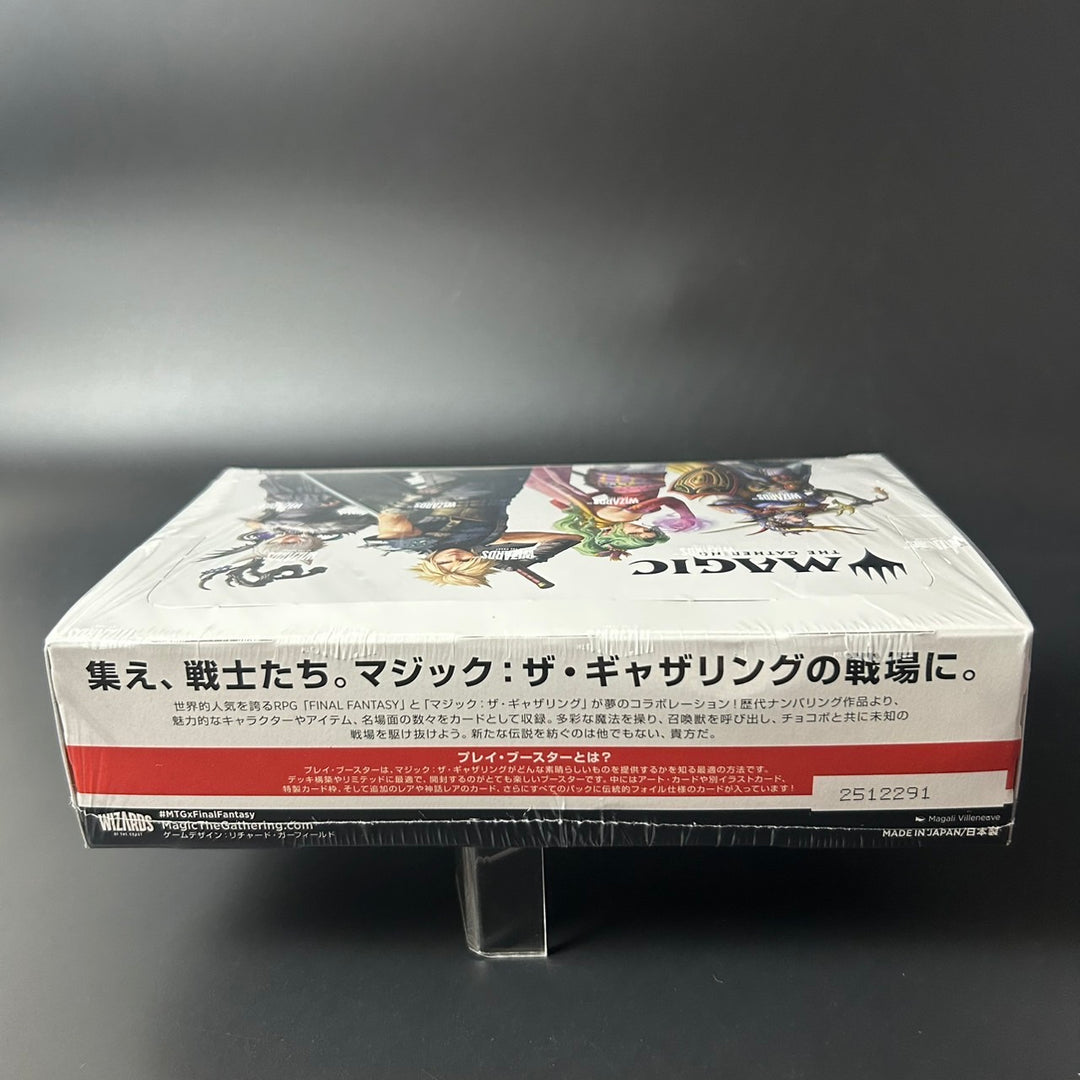 MAGIC
THE GATHERING
WIZARDS
WIZARDS
WIZARDS
WIZARDS
集え、戦士たち。マジック：ザ・ギャザリングの戦場に。
世界的人気を誇るRPG「FINAL FANTASY」と「マジック：ザ・ギャザリング」が夢のコラボレーション！歴代ナンバリング作品より、
魅力的なキャラクターやアイテム、名場面の数々をカードとして収録。多彩な魔法を操り、召喚獣を呼び出し、チョコボと共に未知の
戦場を駆け抜けよう。新たな伝説を紡ぐのは他でもない、貴方だ。
プレイ・ブースターとは？
プレイ・ブースターは、マジック：ザ・ギャザリングがどんな素晴らしいものを提供するかを知る最適の方法です。
デッキ構築やリミテッドに最適で、開封するのがとても楽しいブースターです。中にはアート・カードや別イラストカード、
特製カード枠、そして追加のレアや神話レアのカード、さらにすべてのパックに伝統的フォイル仕様のカードが入っています！
2512291
WIZARDS
OF THE COAST
#MTGxFinalFantasy
MagicTheGathering.com
ゲームデザイン：リチャード・ガーフィールド
Magali Villeneuve
MADE IN JAPAN/日本製